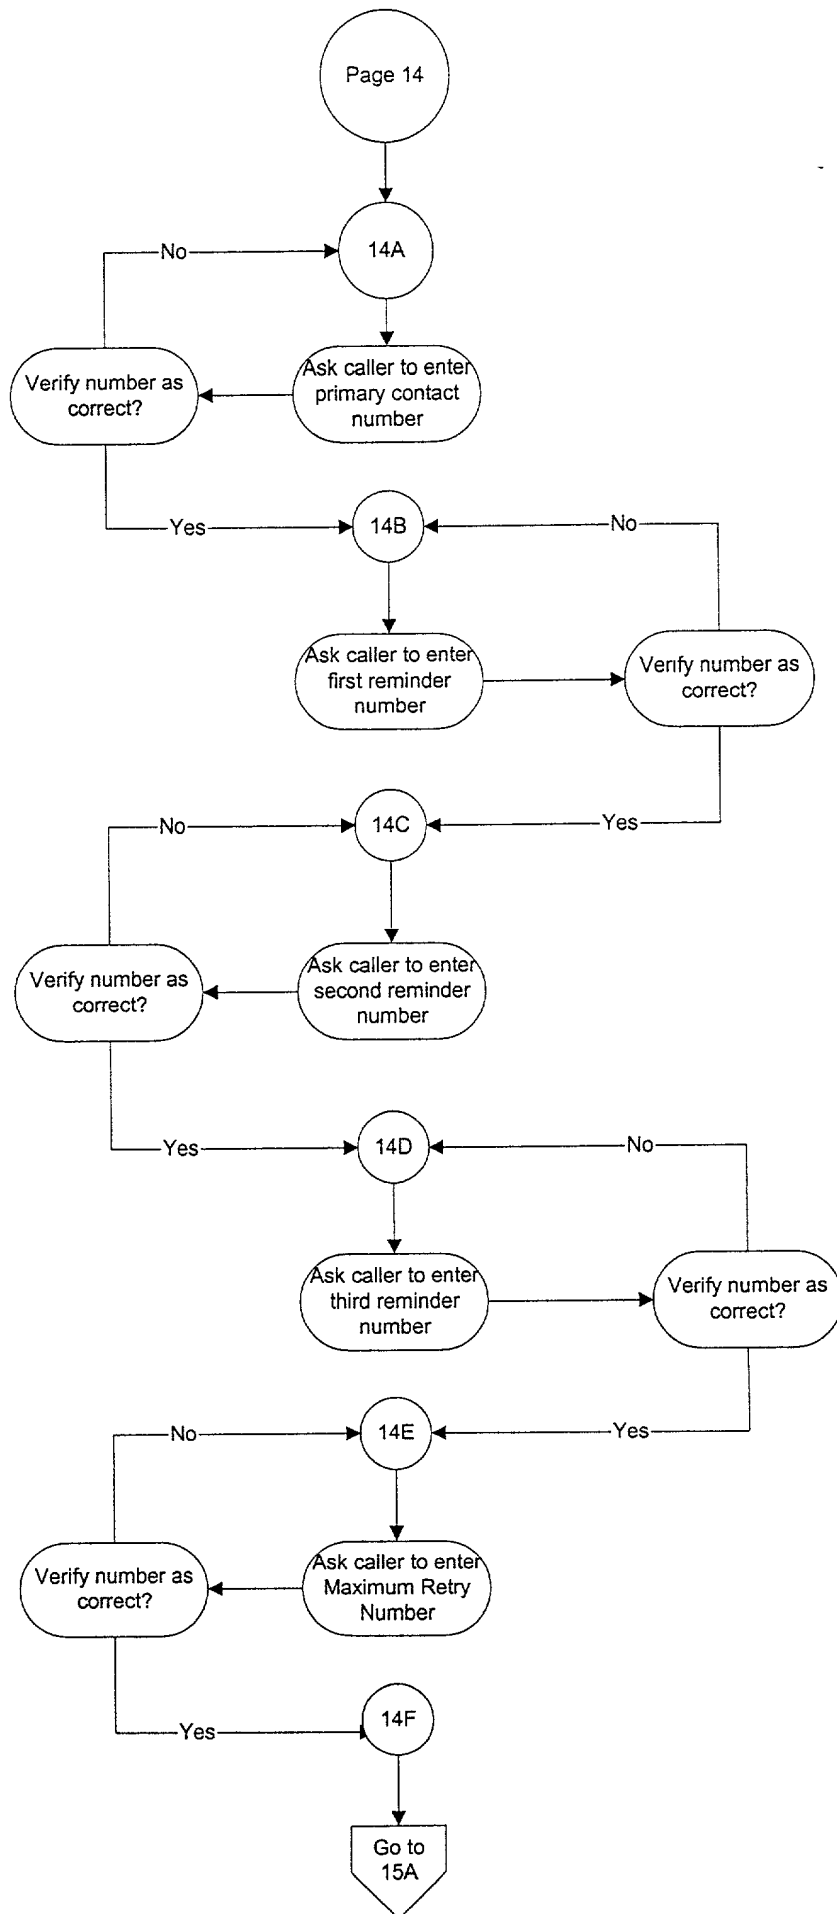 Page 14
14A
No
Ask caller to enter
primary contact
number
Verify number as
correct?
Yes
14B
No
Ask caller to enter
first reminder
number
Verify number as
correct?
Yes
14C
No
Ask caller to enter
second reminder
number
Verify number as
correct?
Yes
14D
No
Ask caller to enter
third reminder
number
Verify number as
correct?
Yes
14E
No
Ask caller to enter
Maximum Retry
Number
Verify number as
correct?
Yes
14F
Go to
15A